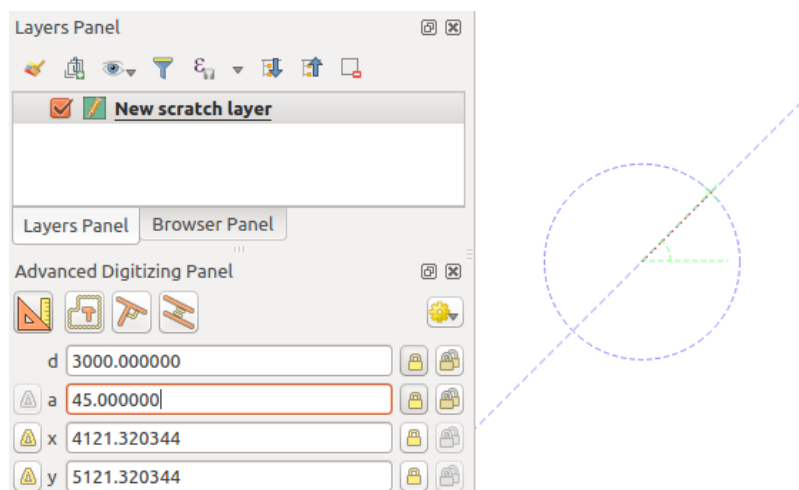 Layers Panel
New scratch layer
Layers Panel Browser Panel
Advanced Digitizing Panel
d 3000.000000
a 45.000000
x 4121.320344
y 5121.320344